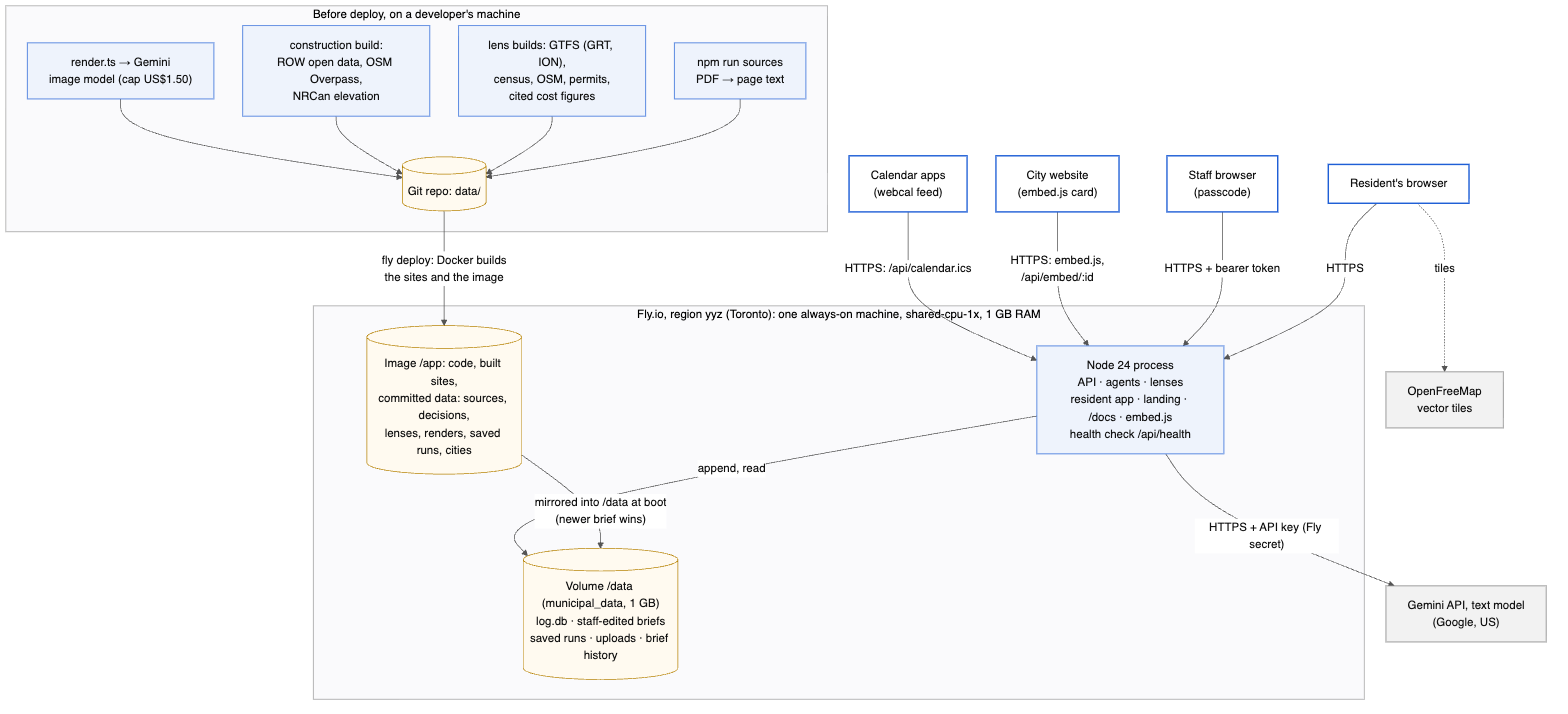 Before deploy, on a developer's machine
render.ts → Gemini
image model (cap US$1.50)
construction build:
ROW open data, OSM
Overpass,
NRCan elevation
lens builds: GTFS (GRT,
ION),
census, OSM, permits,
cited cost figures
npm run sources
PDF → page text
Git repo: data/
Calendar apps
(webcal feed)
City website
(embed.js card)
Staff browser
(passcode)
Resident's browser
fly deploy: Docker builds
the sites and the image
HTTPS: /api/calendar.ics
HTTPS: embed.js,
/api/embed/:id
HTTPS + bearer token
HTTPS
tiles
Fly.io, region yyz (Toronto): one always-on machine, shared-cpu-1x, 1 GB RAM
Image /app: code, built
sites,
committed data: sources,
decisions,
lenses, renders, saved
runs, cities
Node 24 process
API · agents · lenses
resident app · landing ·
/docs · embed.js
health check /api/health
OpenFreeMap
vector tiles
append, read
mirrored into /data at boot
(newer brief wins)
HTTPS + API key (Fly
secret)
Volume /data
(municipal_data, 1 GB)
log.db · staff-edited briefs
saved runs · uploads · brief
history
Gemini API, text model
(Google, US)